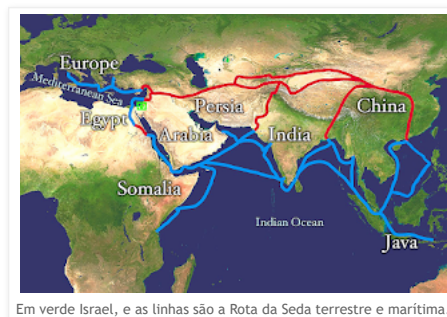 Europe
Mediterranean Sea
Egypt
Persia
China
Arabia
India
Somalia
Indian Ocean
Java
Em verde Israel, e as linhas são a Rota da Seda terrestre e marítima